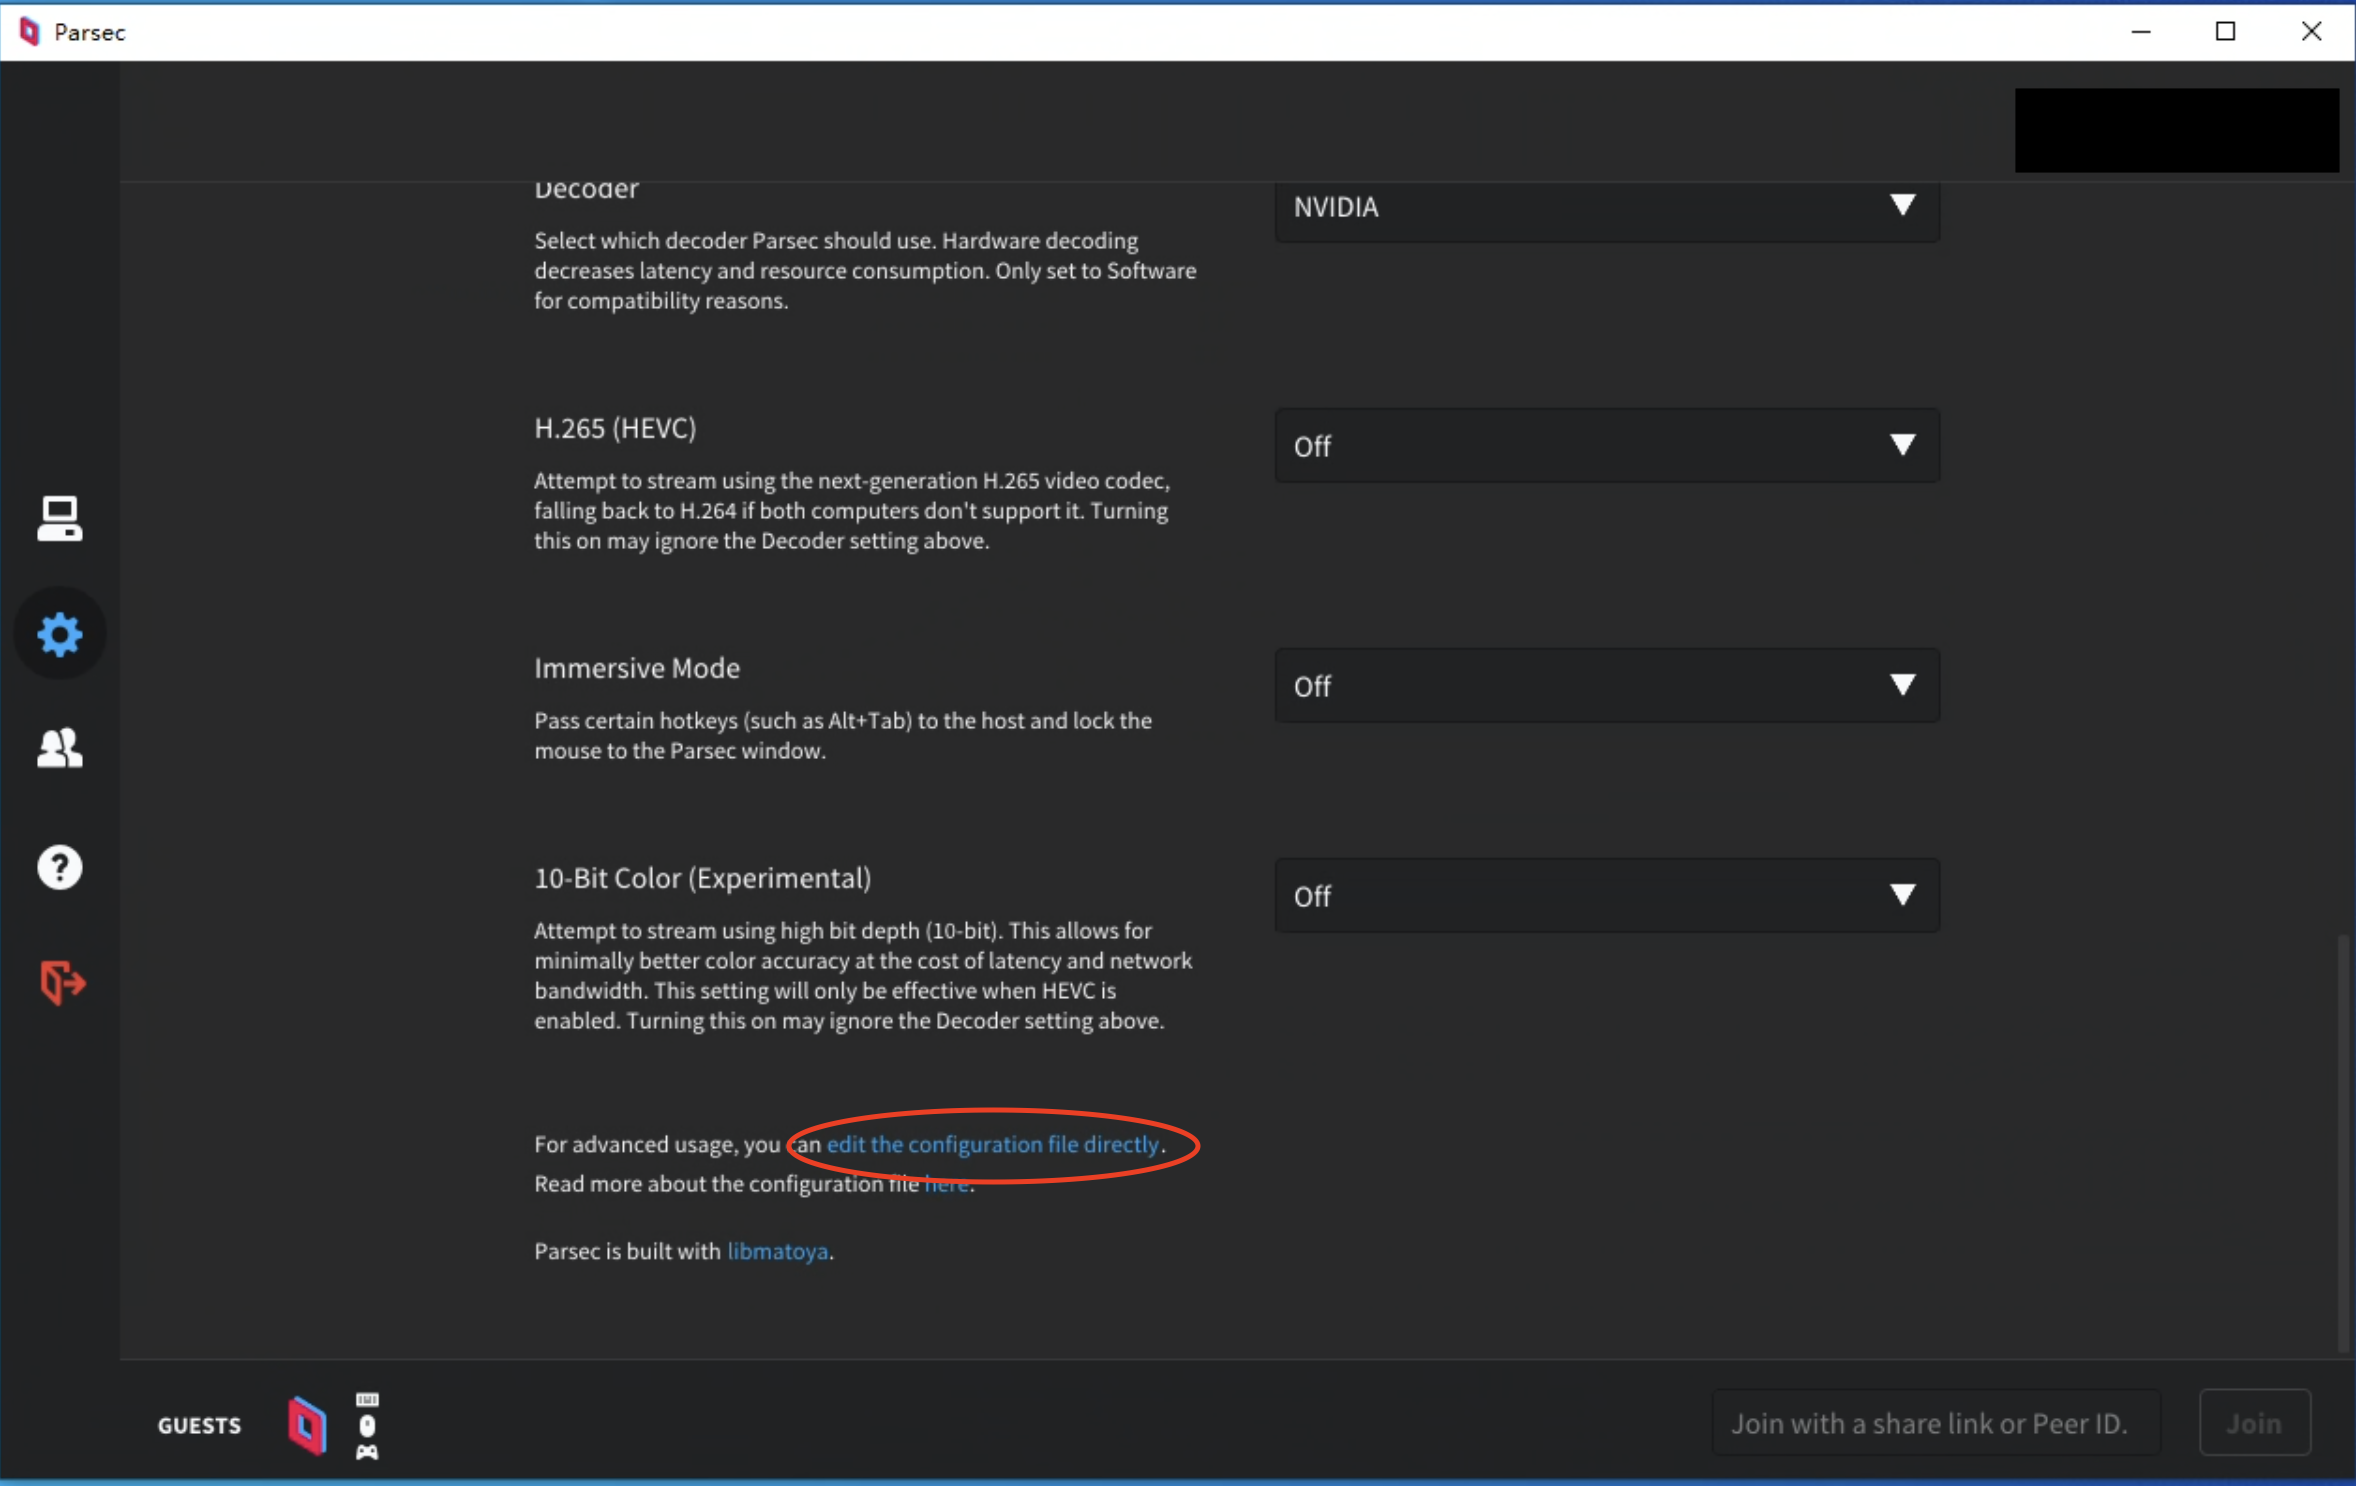 Parsec
Decoder
NVIDIA
Select which decoder Parsec should use. Hardware decoding
decreases latency and resource consumption. Only set to Software
for compatibility reasons.
H.265 (HEVC)
Off
Attempt to stream using the next-generation H.265 video codec,
falling back to H.264 if both computers don't support it. Turning
this on may ignore the Decoder setting above.
Immersive Mode
Off
Pass certain hotkeys (such as Alt+Tab) to the host and lock the
mouse to the Parsec window.
10-Bit Color (Experimental)
Off
Attempt to stream using high bit depth (10-bit). This allows for
minimally better color accuracy at the cost of latency and network
bandwidth. This setting will only be effective when HEVC is
enabled. Turning this on may ignore the Decoder setting above.
For advanced usage, you can edit the configuration file directly.
Read more about the configuration file here.
Parsec is built with libmatoya.
GUESTS
Join with a share link or Peer ID.
Join